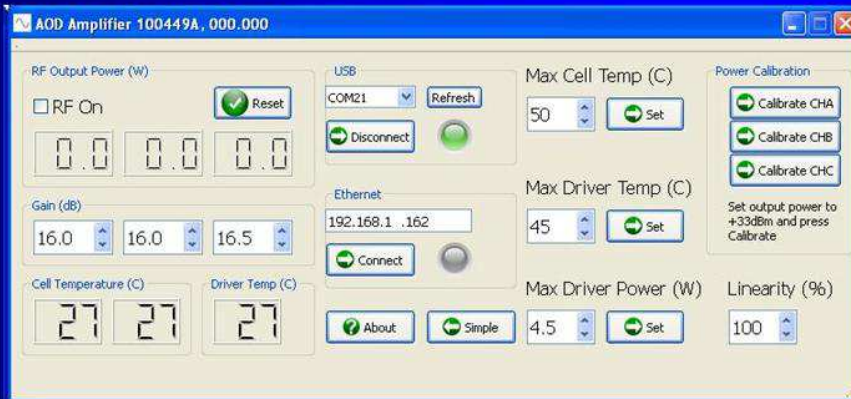 AOD Amplifier 100449A, 000.000
RF Output Power (W)
RF On
Reset
0.0 0.0 0.0
Gain (dB)
16.0 16.0 16.5
Cell Temperature (C)
27 27
Driver Temp (C)
27
USB
COM21
Refresh
Disconnect
Ethernet
192.168.1 .162
Connect
About
Simple
Max Cell Temp (C)
50
Set
Max Driver Temp (C)
45
Set
Max Driver Power (W)
4.5
Set
Power Calibration
Calibrate CHA
Calibrate CHB
Calibrate CHC
Set output power to
+33dBm and press
Calibrate
Linearity (%)
100